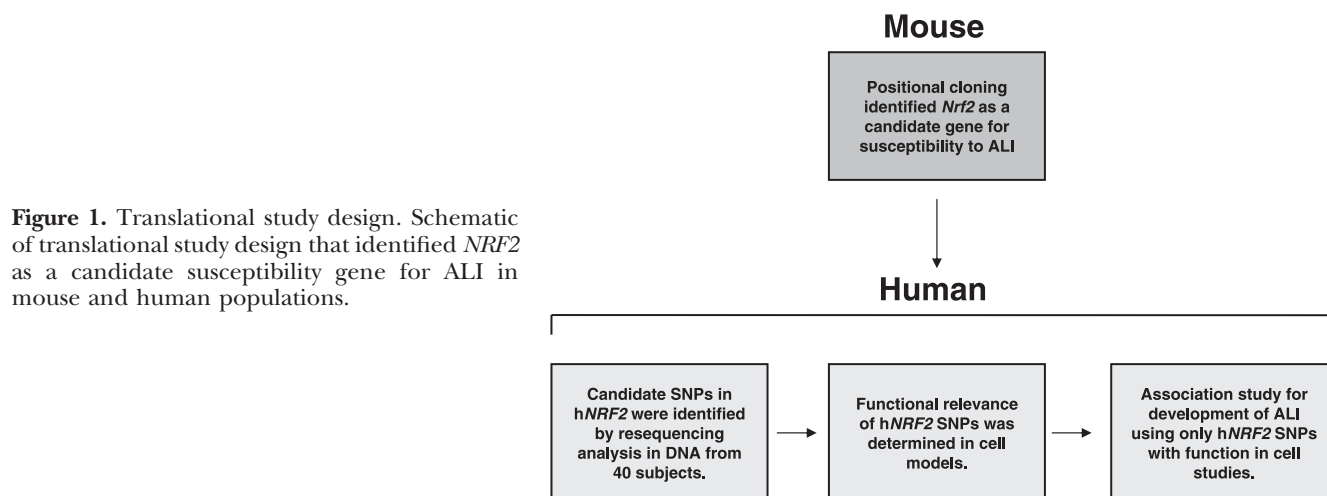 Mouse
Positional cloning
identified Nrf2 as a
candidate gene for
susceptibility to ALI
Figure 1. Translational study design. Schematic
of translational study design that identified NRF2
as a candidate susceptibility gene for ALI in
mouse and human populations.
Human
Candidate SNPs in
hNRF2 were identified
by resequencing
analysis in DNA from
40 subjects.
Functional relevance
of hNRF2 SNPs was
determined in cell
models.
Association study for
development of ALI
using only hNRF2 SNPs
with function in cell
studies.